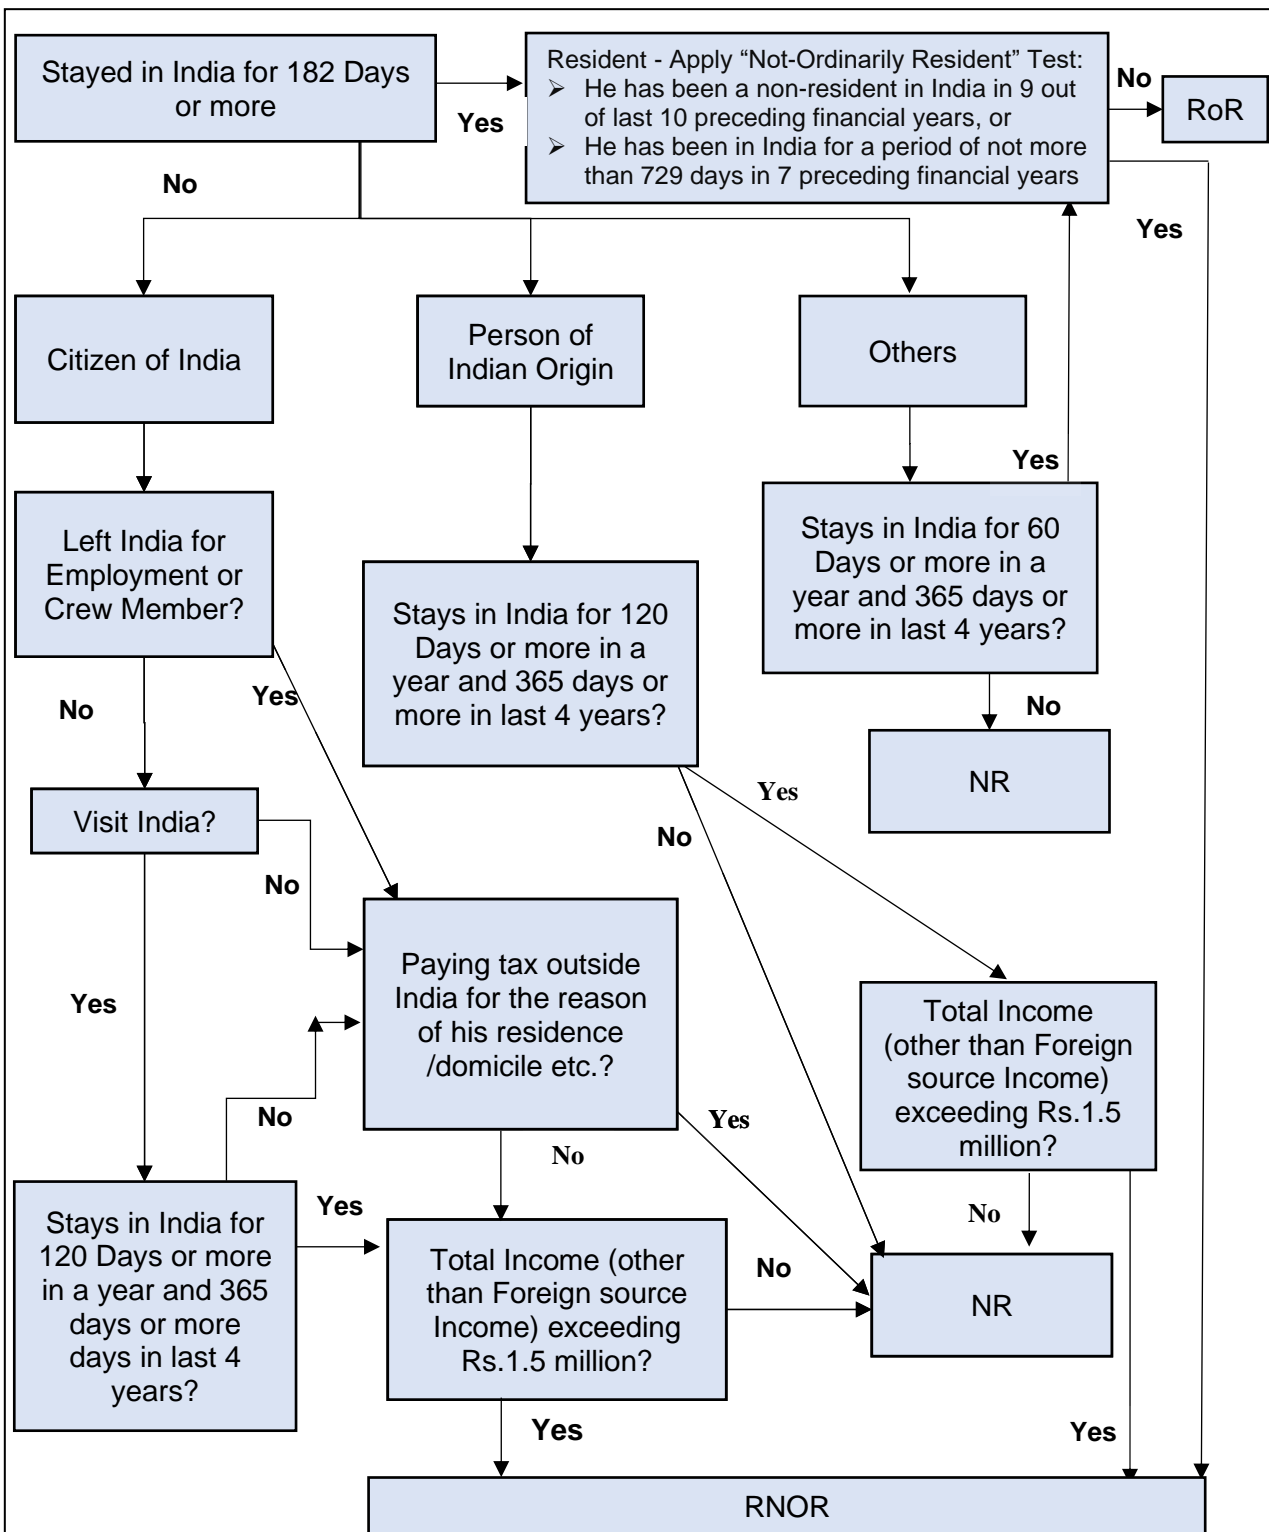 Stayed in India for 182 Days
or more
Yes
Resident - Apply “Not-Ordinarily Resident” Test:
➢ He has been a non-resident in India in 9 out
of last 10 preceding financial years, or
➢ He has been in India for a period of not more
than 729 days in 7 preceding financial years
No
RoR
No
Yes
Citizen of India
Person of
Indian Origin
Others
Yes
Left India for
Employment or
Crew Member?
Stays in India for 60
Days or more in a
year and 365 days or
more in last 4 years?
Stays in India for 120
Days or more in a
year and 365 days or
more in last 4 years?
No
Yes
No
NR
Visit India?
Yes
No
No
Paying tax outside
India for the reason
of his residence
/domicile etc.?
Yes
Total Income
(other than Foreign
source Income)
exceeding Rs.1.5
million?
No
Yes
No
No
Stays in India for
120 Days or more
in a year and 365
days or more
days in last 4
years?
Yes
Total Income (other
than Foreign source
Income) exceeding
Rs.1.5 million?
No
NR
Yes
Yes
RNOR